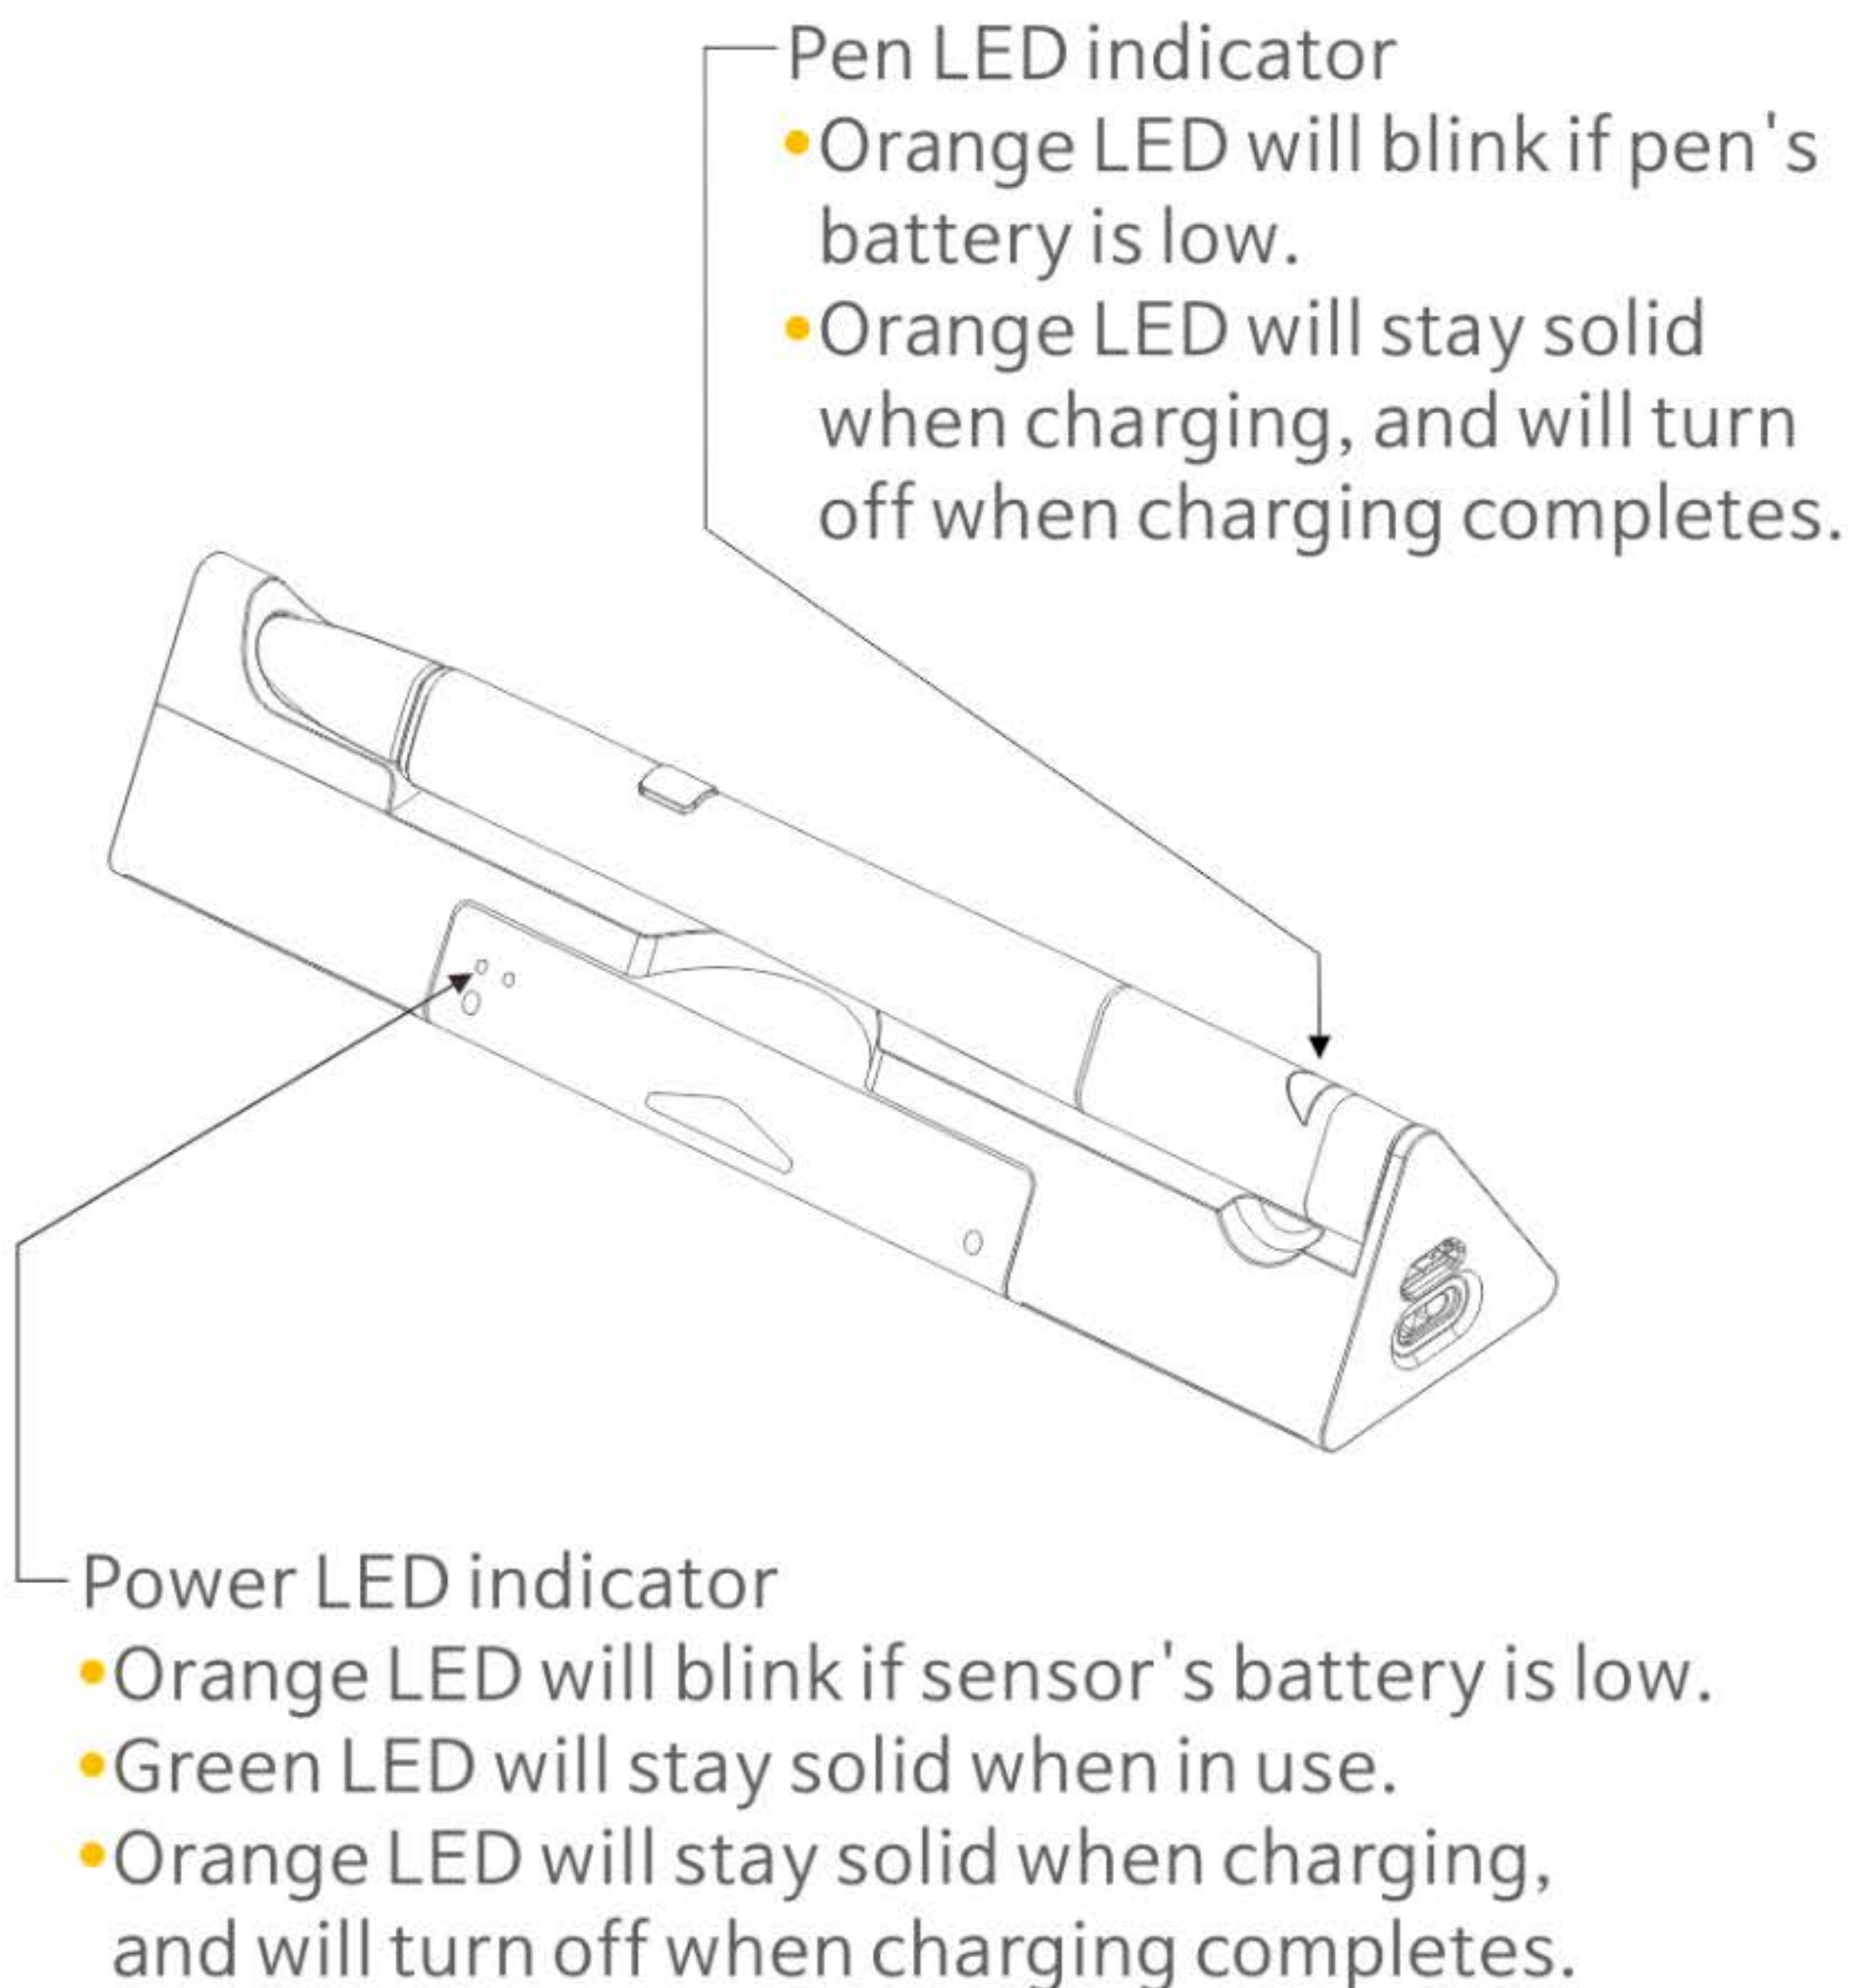 Pen LED indicator
•Orange LED will blink if pen's
battery is low.
•Orange LED will stay solid
when charging, and will turn
off when charging completes.
Power LED indicator
•Orange LED will blink if sensor's battery is low.
•Green LED will stay solid when in use.
•Orange LED will stay solid when charging,
and will turn off when charging completes.